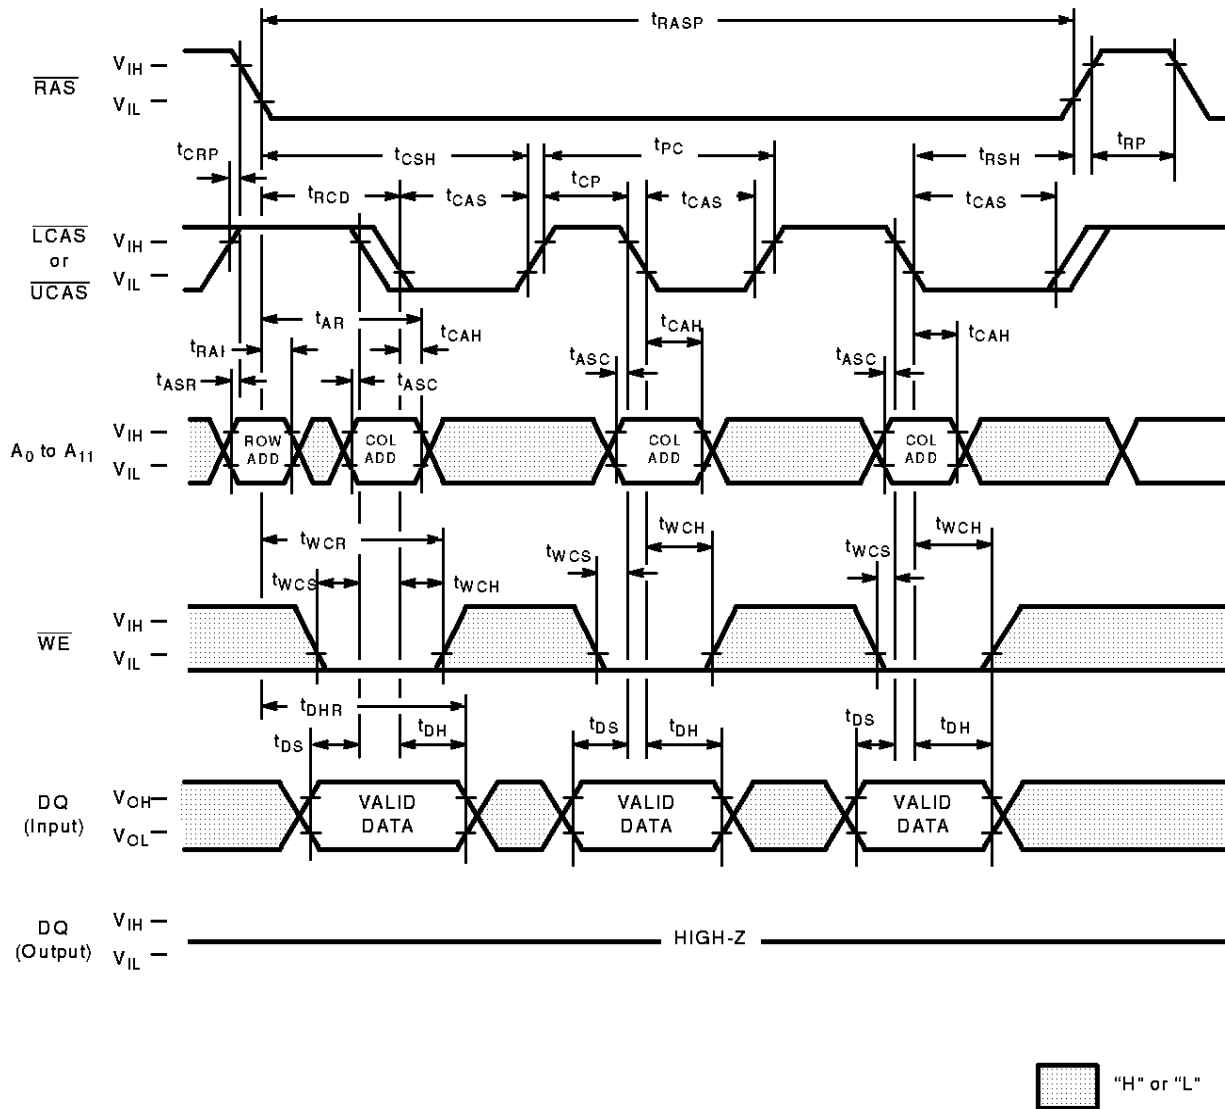 tRASP
RAS
VIH
VIL
tCRP
tCSH
tPC
tRSH
tRP
tRCD
tCAS
tCP
tCAS
tCAS
LCAS
or
UCAS
VIH
VIL
tAR
tCAH
tCAH
tCAH
tRAI
tASC
tASC
tASR
tASC
A0 to A11
VIH
VIL
ROW
ADD
COL
ADD
COL
ADD
COL
ADD
tWCR
tWCH
tWCH
tWCS
tWCS
tWCS
tWCH
WE
VIH
VIL
tDHR
tDS
tDH
tDS
tDH
tDS
tDH
DQ
(Input)
VOH
VOL
VALID
DATA
VALID
DATA
VALID
DATA
DQ
(Output)
VIH
VIL
HIGH-Z
"H" or "L"